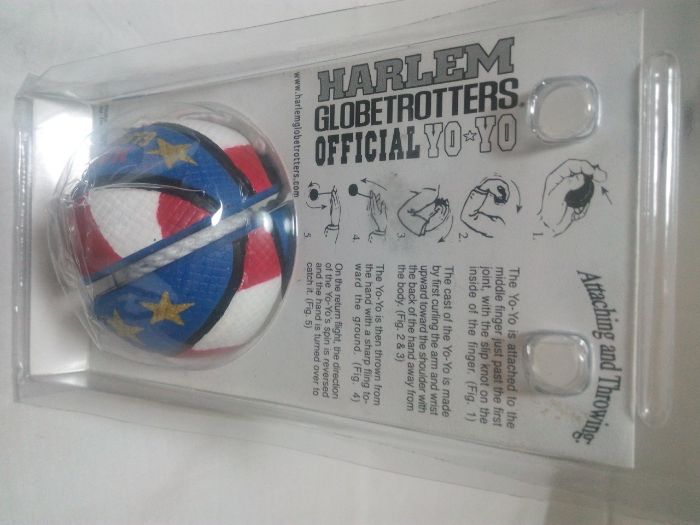 HARLEM
GLOBETROTTERS®
OFFICIAL YO★YO
www.harlemglobetrotters.com
Attaching and Throwing:
The Yo-Yo is attached to the
middle finger just past the first
joint, with the slip knot on the
inside of the finger. (Fig. 1)
The cast of the Yo-Yo is made
by first curling the arm and wrist
upward toward the shoulder with
the back of the hand away from
the body. (Fig. 2 & 3)
The Yo-Yo is then thrown from
the hand with a sharp fling to-
ward the ground. (Fig. 4)
On the return flight, the direction
of the Yo-Yo's spin is reversed
and the hand is turned over to
catch it. (Fig. 5)
1.
2.
3.
4.
5.